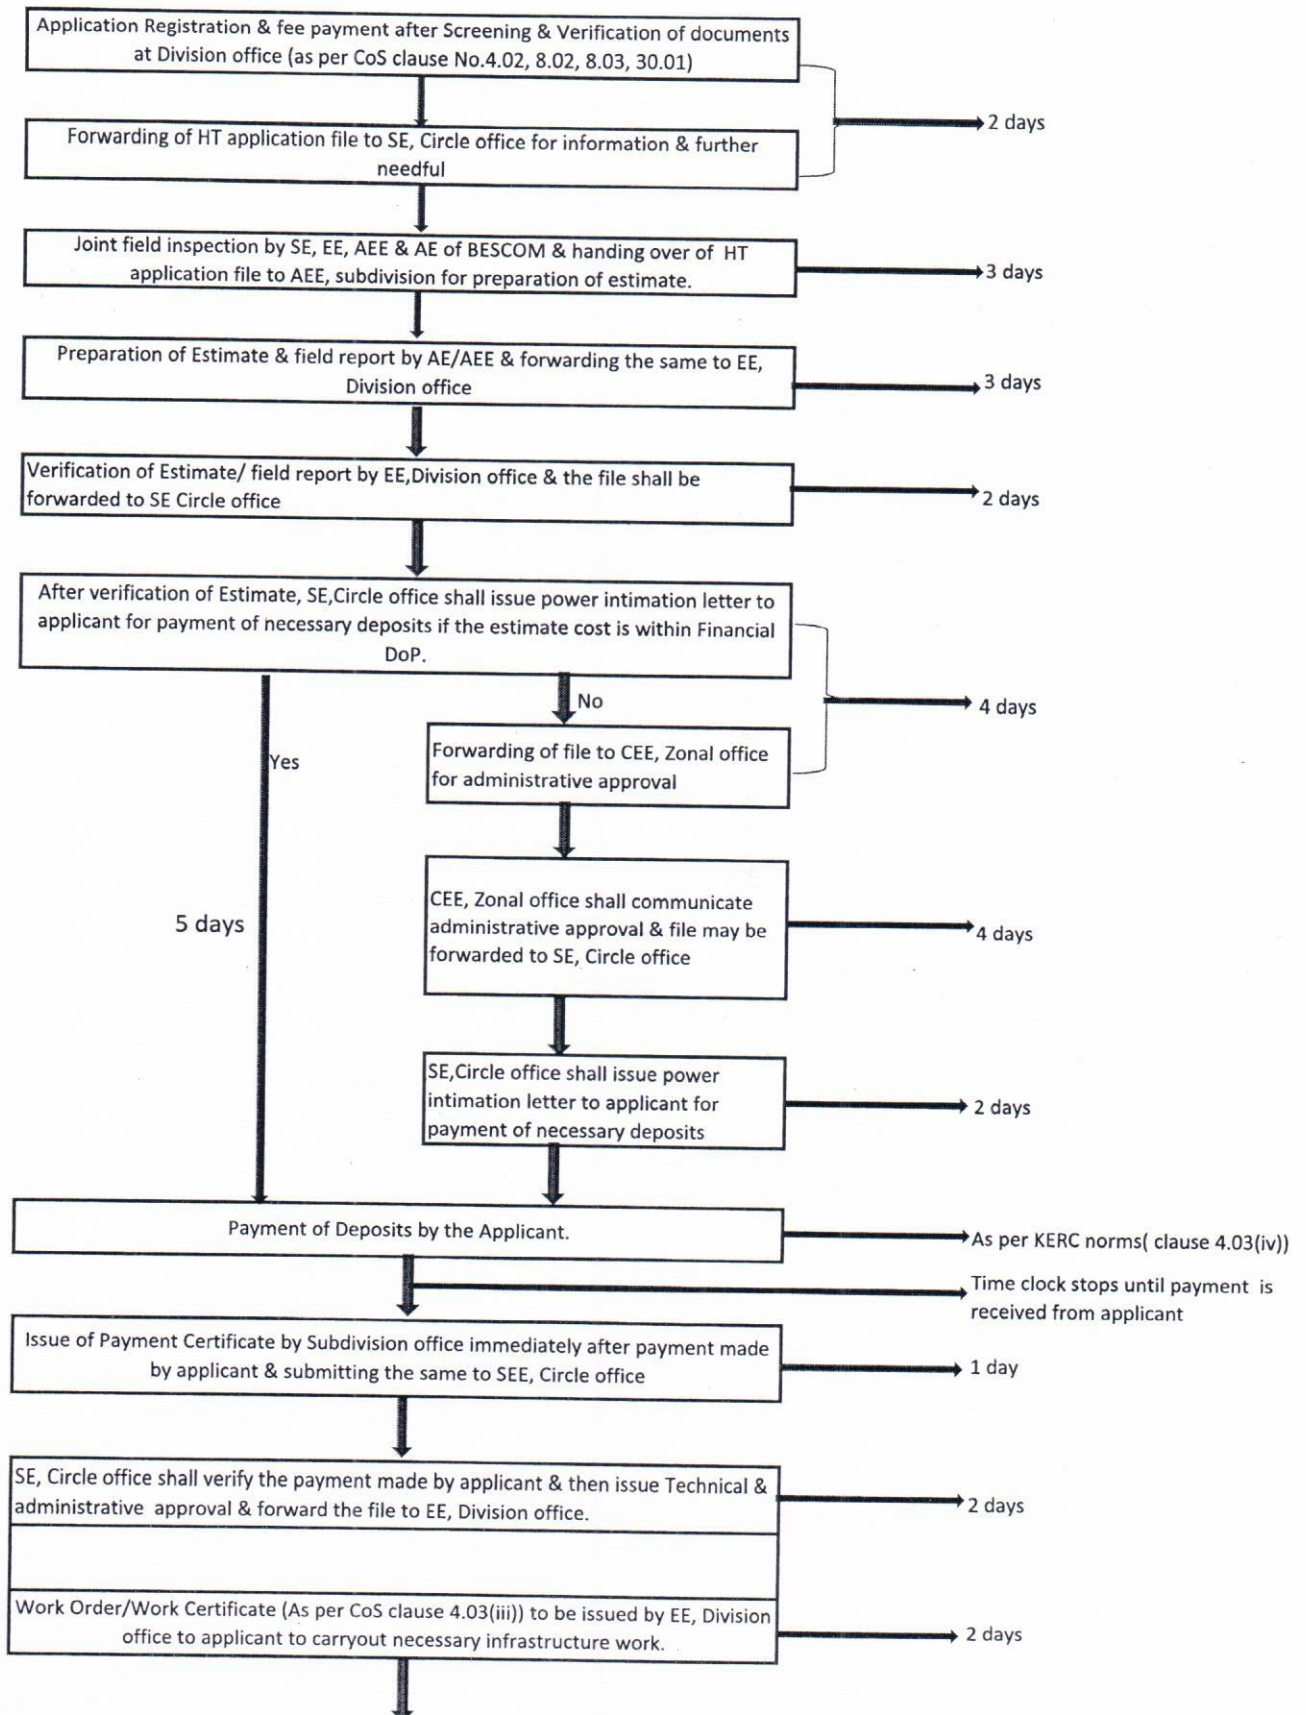 Application Registration & fee payment after Screening & Verification of documents
at Division office (as per CoS clause No.4.02, 8.02, 8.03, 30.01)
2 days
Forwarding of HT application file to SE, Circle office for information & further
needful
Joint field inspection by SE, EE, AEE & AE of BESCOM & handing over of HT
application file to AEE, subdivision for preparation of estimate.
3 days
Preparation of Estimate & field report by AE/AEE & forwarding the same to EE,
Division office
3 days
Verification of Estimate/ field report by EE,Division office & the file shall be
forwarded to SE Circle office
2 days
After verification of Estimate, SE,Circle office shall issue power intimation letter to
applicant for payment of necessary deposits if the estimate cost is within Financial
DoP.
No
4 days
Yes
Forwarding of file to CEE, Zonal office
for administrative approval
5 days
CEE, Zonal office shall communicate
administrative approval & file may be
forwarded to SE, Circle office
4 days
SE,Circle office shall issue power
intimation letter to applicant for
payment of necessary deposits
2 days
Payment of Deposits by the Applicant.
As per KERC norms( clause 4.03(iv))
Time clock stops until payment is
received from applicant
Issue of Payment Certificate by Subdivision office immediately after payment made
by applicant & submitting the same to SEE, Circle office
1 day
SE, Circle office shall verify the payment made by applicant & then issue Technical &
administrative approval & forward the file to EE, Division office.
2 days
Work Order/Work Certificate (As per CoS clause 4.03(iii)) to be issued by EE, Division
office to applicant to carryout necessary infrastructure work.
2 days